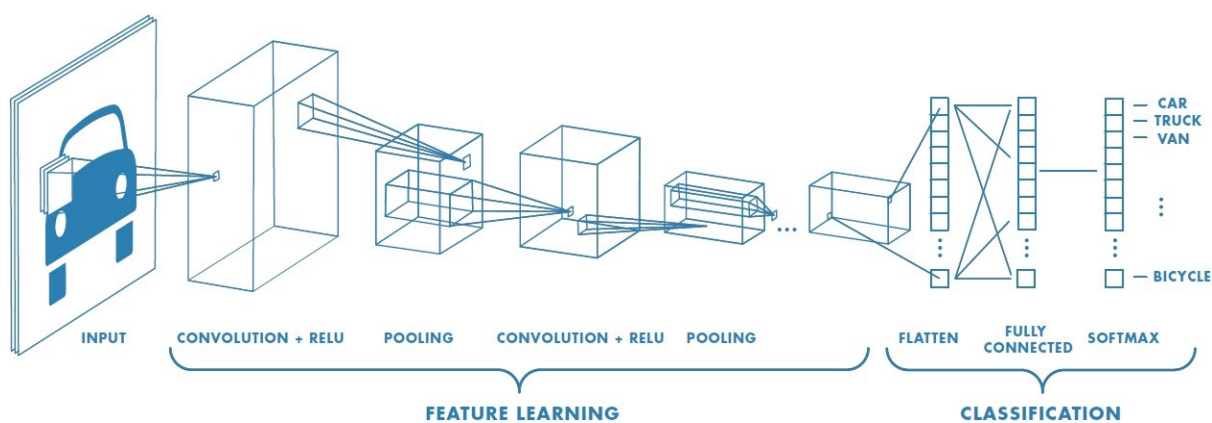 CAR
TRUCK
VAN
BICYCLE
INPUT
CONVOLUTION + RELU
POOLING
CONVOLUTION + RELU
POOLING
FLATTEN
FULLY
CONNECTED
SOFTMAX
FEATURE LEARNING
CLASSIFICATION